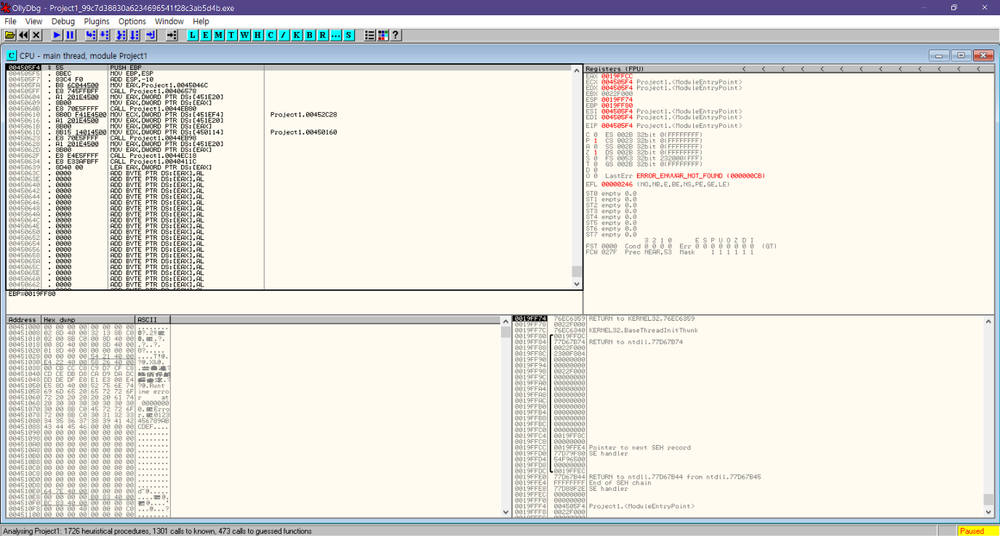 OllyDbg - Project1_99c7d38830a6234696541f28c3ab5d4b.exe
File View Debug Plugins Options Window Help
L E M T W H C / K B R ... S ?
C CPU - main thread, module Project1
004505F4 $ 55 PUSH EBP
004505F5 . 8BEC MOV EBP,ESP
004505F7 . 83C4 F0 ADD ESP,-10
004505FA . B8 6C044500 MOV EAX,Project1.0045046C
004505FF . E8 745FFBFF CALL Project1.00406578
00450604 . A1 201E4500 MOV EAX,DWORD PTR DS:[451E20]
00450609 . 8B00 MOV EAX,DWORD PTR DS:[EAX]
0045060B . E8 70E5FFFF CALL Project1.0044EB80
00450610 . 8B0D F41E4500 MOV ECX,DWORD PTR DS:[451EF4] Project1.00452C28
00450616 . A1 201E4500 MOV EAX,DWORD PTR DS:[451E20]
0045061B . 8B00 MOV EAX,DWORD PTR DS:[EAX]
0045061D . 8B15 14014500 MOV EDX,DWORD PTR DS:[450114] Project1.00450160
00450623 . E8 70E5FFFF CALL Project1.0044EB98
00450628 . A1 201E4500 MOV EAX,DWORD PTR DS:[451E20]
0045062D . 8B00 MOV EAX,DWORD PTR DS:[EAX]
0045062F . E8 E4E5FFFF CALL Project1.0044EC18
00450634 . E8 E33AFBFF CALL Project1.0040411C
00450639 . 8D40 00 LEA EAX,DWORD PTR DS:[EAX]
0045063C . 0000 ADD BYTE PTR DS:[EAX],AL
0045063E . 0000 ADD BYTE PTR DS:[EAX],AL
00450640 . 0000 ADD BYTE PTR DS:[EAX],AL
00450642 . 0000 ADD BYTE PTR DS:[EAX],AL
00450644 . 0000 ADD BYTE PTR DS:[EAX],AL
00450646 . 0000 ADD BYTE PTR DS:[EAX],AL
00450648 . 0000 ADD BYTE PTR DS:[EAX],AL
0045064A . 0000 ADD BYTE PTR DS:[EAX],AL
0045064C . 0000 ADD BYTE PTR DS:[EAX],AL
0045064E . 0000 ADD BYTE PTR DS:[EAX],AL
00450650 . 0000 ADD BYTE PTR DS:[EAX],AL
00450652 . 0000 ADD BYTE PTR DS:[EAX],AL
00450654 . 0000 ADD BYTE PTR DS:[EAX],AL
00450656 . 0000 ADD BYTE PTR DS:[EAX],AL
00450658 . 0000 ADD BYTE PTR DS:[EAX],AL
0045065A . 0000 ADD BYTE PTR DS:[EAX],AL
0045065C . 0000 ADD BYTE PTR DS:[EAX],AL
0045065E . 0000 ADD BYTE PTR DS:[EAX],AL
00450660 . 0000 ADD BYTE PTR DS:[EAX],AL
00450662 . 0000 ADD BYTE PTR DS:[EAX],AL
EBP=0019FF80
Registers (FPU) < < < < < < < < < < < < <
EAX 0019FFCC
ECX 004505F4 Project1.<ModuleEntryPoint>
EDX 004505F4 Project1.<ModuleEntryPoint>
EBX 0022F000
ESP 0019FF74
EBP 0019FF80
ESI 004505F4 Project1.<ModuleEntryPoint>
EDI 004505F4 Project1.<ModuleEntryPoint>
EIP 004505F4 Project1.<ModuleEntryPoint>
C 0 ES 002B 32bit 0(FFFFFFFF)
P 1 CS 0023 32bit 0(FFFFFFFF)
A 0 SS 002B 32bit 0(FFFFFFFF)
Z 1 DS 002B 32bit 0(FFFFFFFF)
S 0 FS 0053 32bit 232000(FFF)
T 0 GS 002B 32bit 0(FFFFFFFF)
D 0
O 0 LastErr ERROR_ENVVAR_NOT_FOUND (000000CB)
EFL 00000246 (NO,NB,E,BE,NS,PE,GE,LE)
ST0 empty 0.0
ST1 empty 0.0
ST2 empty 0.0
ST3 empty 0.0
ST4 empty 0.0
ST5 empty 0.0
ST6 empty 0.0
ST7 empty 0.0
3 2 1 0 E S P U O Z D I
FST 0000 Cond 0 0 0 0 Err 0 0 0 0 0 0 0 0 (GT)
FCW 027F Prec NEAR,53 Mask 1 1 1 1 1 1
Address Hex dump ASCII
00451000 00 00 00 00 00 00 00 00 ........
00451008 02 8D 40 00 32 13 8B C0
00451010 02 00 8B C0 00 8D 40 00
00451018 00 8D 40 00 00 8D 40 00 .?..?.
00451020 01 8D 40 00 00 00 00 00
00451028 00 00 00 00 54 21 40 00 ....T!@.
00451030 E4 22 40 00 58 26 40 00
00451038 00 CB CC C8 C9 D7 CF C8
00451040 CD CE DB D8 CA D9 DA DC
00451048 DD DE DF E0 E1 E3 00 E4
00451050 E5 8D 40 00 52 75 6E 74 ?@.Runt
00451058 69 6D 65 20 65 72 72 6F ime erro
00451060 72 20 20 20 20 20 61 74 r     at
00451068 20 30 30 30 30 30 30 30  0000000
00451070 30 00 8B C0 45 72 72 6F
00451078 72 00 8B C0 30 31 32 33
00451080 34 35 36 37 38 39 41 42 456789AB
00451088 43 44 45 46 00 00 00 00 CDEF....
00451090 00 00 00 00 00 00 00 00 ........
00451098 00 00 00 00 00 00 00 00 ........
004510A0 00 00 00 00 00 00 00 00 ........
004510A8 00 00 00 00 00 00 00 00 ........
004510B0 00 00 00 00 00 00 00 00 ........
004510B8 00 00 00 00 00 00 00 00 ........
004510C0 00 00 00 00 00 00 00 00 ........
004510C8 00 00 00 00 00 00 00 00 ........
004510D0 00 00 00 00 00 00 00 00 ........
004510D8 00 00 00 00 00 00 00 00 ........
004510E0 64 7E 40 00 00 00 00 00 d~@.....
004510E8 00 00 00 00 B0 83 40 00
004510F0 BC 83 40 00 00 00 00 80
004510F8 00 00 00 40 00 00 00 C0 ...@...?
00451100 00 00 00 00 00 00 00 00 ........
0019FF74 76EC6359 RETURN to KERNEL32.76EC6359
0019FF78 0022F000
0019FF7C 76EC6340 KERNEL32.BaseThreadInitThunk
0019FF80 0019FFDC
0019FF84 77D67B74 RETURN to ntdll.77D67B74
0019FF88 0022F000
0019FF8C 2300F804
0019FF90 00000000
0019FF94 00000000
0019FF98 0022F000
0019FF9C 00000000
0019FFA0 00000000
0019FFA4 00000000
0019FFA8 00000000
0019FFAC 00000000
0019FFB0 00000000
0019FFB4 00000000
0019FFB8 00000000
0019FFBC 00000000
0019FFC0 00000000
0019FFC4 0019FF8C
0019FFC8 00000000
0019FFCC 0019FFE4 Pointer to next SEH record
0019FFD0 77D79F80 SE handler
0019FFD4 54F96500
0019FFD8 00000000
0019FFDC 0019FFEC
0019FFE0 77D67B44 RETURN to ntdll.77D67B44 from ntdll.77D67B45
0019FFE4 FFFFFFFF End of SEH chain
0019FFE8 77D88F2E SE handler
0019FFEC 00000000
0019FFF0 00000000
0019FFF4 004505F4 Project1.<ModuleEntryPoint>
0019FFF8 0022F000
Analysing Project1: 1726 heuristical procedures, 1301 calls to known, 473 calls to guessed functions
Paused